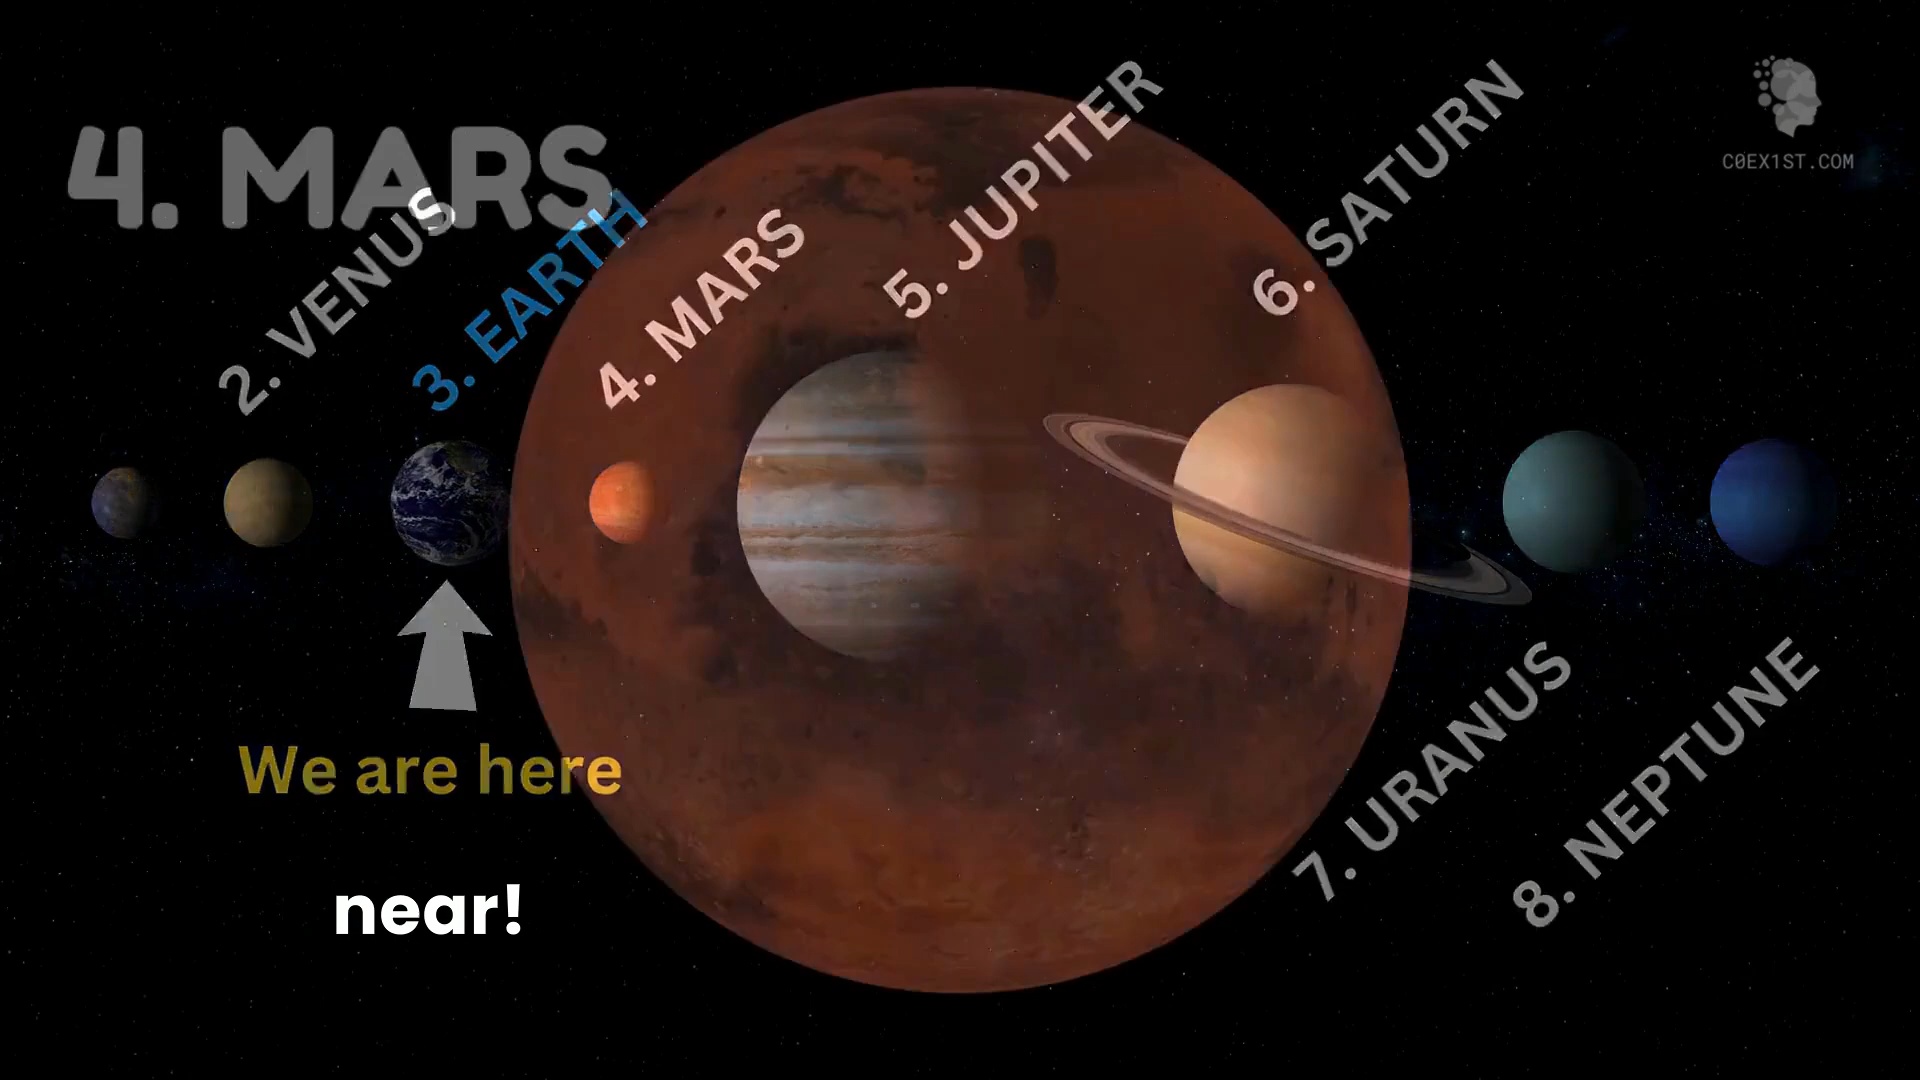 4. MARS
C0EX1ST.COM
2. VENUS
3. EARTH
4. MARS
5. JUPITER
6. SATURN
We are here
7. URANUS
8. NEPTUNE
near!